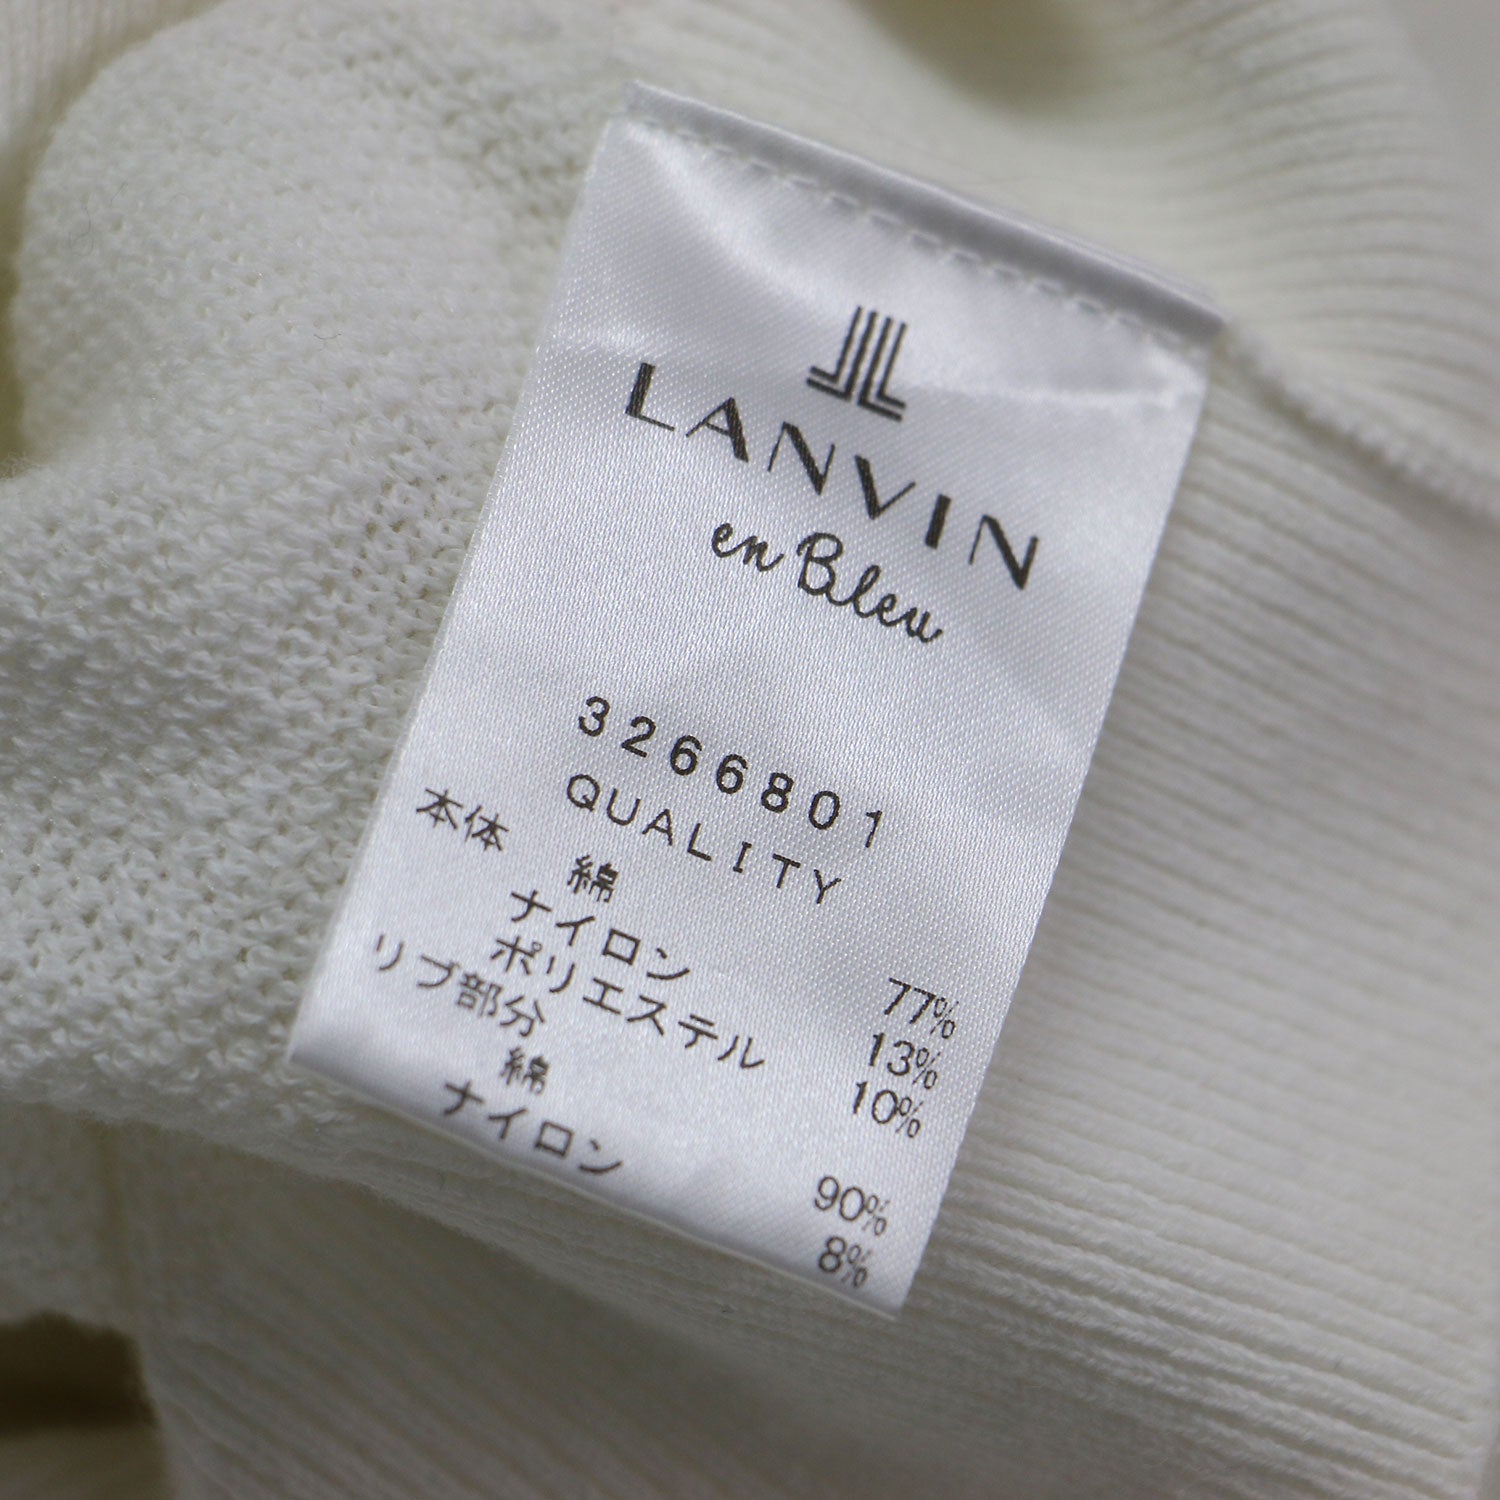 LANVIN
en Bleu
3266801
QUALITY
本体 綿 77%
ナイロン 13%
ポリエステル 10%
リブ部分
綿 90%
ナイロン 8%